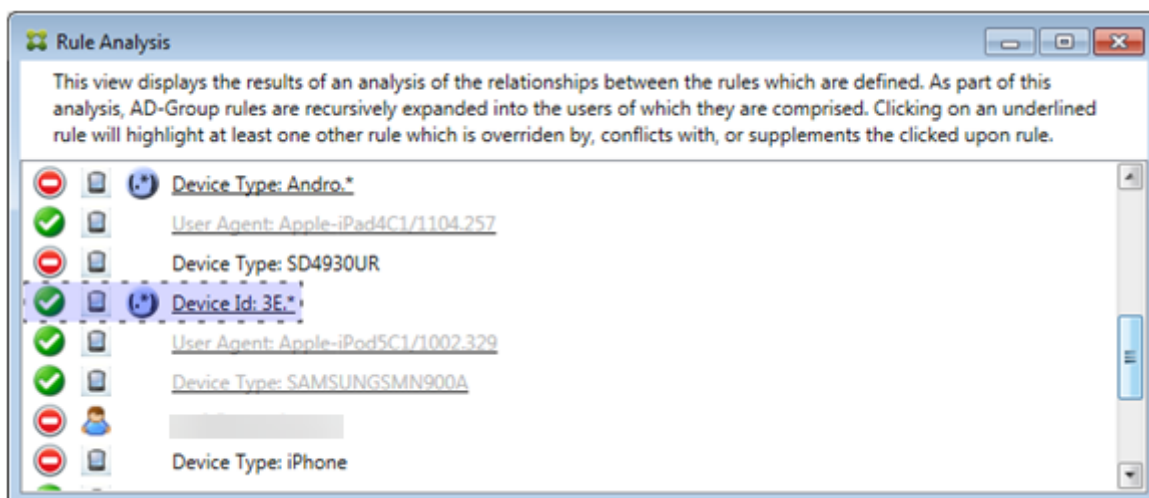 Rule Analysis
This view displays the results of an analysis of the relationships between the rules which are defined. As part of this
analysis, AD-Group rules are recursively expanded into the users of which they are comprised. Clicking on an underlined
rule will highlight at least one other rule which is overriden by, conflicts with, or supplements the clicked upon rule.
(.*) Device Type: Andro.*
User Agent: Apple-iPad4C1/1104.257
Device Type: SD4930UR
(.*) Device Id: 3E.*
User Agent: Apple-iPod5C1/1002.329
Device Type: SAMSUNGSMN900A
Device Type: iPhone